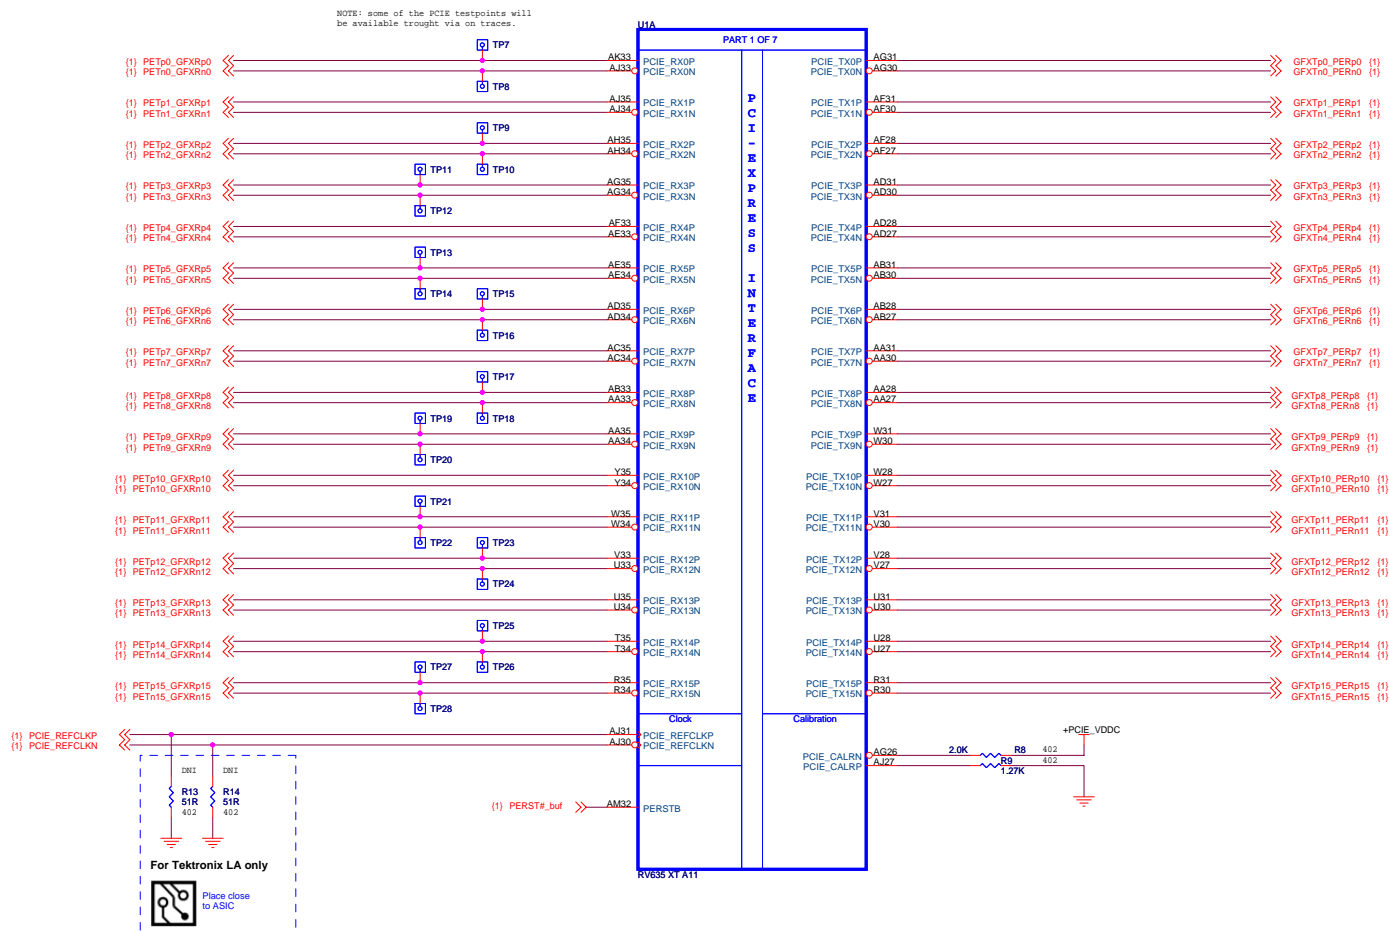 NOTE: some of the PCIE testpoints will
be available trought via on traces.
U1A
PART 1 OF 7
PCI-EXPRESS INTERFACE
TP7
{1} PETp0_GFXRp0 AK33 PCIE_RX0P PCIE_TX0P AG31 GFXTp0_PERp0 {1}
{1} PETn0_GFXRn0 AJ33 PCIE_RX0N PCIE_TX0N AG30 GFXTn0_PERn0 {1}
TP8
{1} PETp1_GFXRp1 AJ35 PCIE_RX1P PCIE_TX1P AF31 GFXTp1_PERp1 {1}
{1} PETn1_GFXRn1 AJ34 PCIE_RX1N PCIE_TX1N AF30 GFXTn1_PERn1 {1}
TP9
{1} PETp2_GFXRp2 AH35 PCIE_RX2P PCIE_TX2P AF28 GFXTp2_PERp2 {1}
{1} PETn2_GFXRn2 AH34 PCIE_RX2N PCIE_TX2N AF27 GFXTn2_PERn2 {1}
TP11 TP10
{1} PETp3_GFXRp3 AG35 PCIE_RX3P PCIE_TX3P AD31 GFXTp3_PERp3 {1}
{1} PETn3_GFXRn3 AG34 PCIE_RX3N PCIE_TX3N AD30 GFXTn3_PERn3 {1}
TP12
{1} PETp4_GFXRp4 AF33 PCIE_RX4P PCIE_TX4P AD28 GFXTp4_PERp4 {1}
{1} PETn4_GFXRn4 AE33 PCIE_RX4N PCIE_TX4N AD27 GFXTn4_PERn4 {1}
TP13
{1} PETp5_GFXRp5 AE35 PCIE_RX5P PCIE_TX5P AB31 GFXTp5_PERp5 {1}
{1} PETn5_GFXRn5 AE34 PCIE_RX5N PCIE_TX5N AB30 GFXTn5_PERn5 {1}
TP14 TP15
{1} PETp6_GFXRp6 AD35 PCIE_RX6P PCIE_TX6P AB28 GFXTp6_PERp6 {1}
{1} PETn6_GFXRn6 AD34 PCIE_RX6N PCIE_TX6N AB27 GFXTn6_PERn6 {1}
TP16
{1} PETp7_GFXRp7 AC35 PCIE_RX7P PCIE_TX7P AA31 GFXTp7_PERp7 {1}
{1} PETn7_GFXRn7 AC34 PCIE_RX7N PCIE_TX7N AA30 GFXTn7_PERn7 {1}
TP17
{1} PETp8_GFXRp8 AB33 PCIE_RX8P PCIE_TX8P AA28 GFXTp8_PERp8 {1}
{1} PETn8_GFXRn8 AA33 PCIE_RX8N PCIE_TX8N AA27 GFXTn8_PERn8 {1}
TP19 TP18
{1} PETp9_GFXRp9 AA35 PCIE_RX9P PCIE_TX9P W31 GFXTp9_PERp9 {1}
{1} PETn9_GFXRn9 AA34 PCIE_RX9N PCIE_TX9N W30 GFXTn9_PERn9 {1}
TP20
{1} PETp10_GFXRp10 Y35 PCIE_RX10P PCIE_TX10P W28 GFXTp10_PERp10 {1}
{1} PETn10_GFXRn10 Y34 PCIE_RX10N PCIE_TX10N W27 GFXTn10_PERn10 {1}
TP21
{1} PETp11_GFXRp11 W35 PCIE_RX11P PCIE_TX11P V31 GFXTp11_PERp11 {1}
{1} PETn11_GFXRn11 W34 PCIE_RX11N PCIE_TX11N V30 GFXTn11_PERn11 {1}
TP22 TP23
{1} PETp12_GFXRp12 V33 PCIE_RX12P PCIE_TX12P V28 GFXTp12_PERp12 {1}
{1} PETn12_GFXRn12 U33 PCIE_RX12N PCIE_TX12N V27 GFXTn12_PERn12 {1}
TP24
{1} PETp13_GFXRp13 U35 PCIE_RX13P PCIE_TX13P U31 GFXTp13_PERp13 {1}
{1} PETn13_GFXRn13 U34 PCIE_RX13N PCIE_TX13N U30 GFXTn13_PERn13 {1}
TP25
{1} PETp14_GFXRp14 T35 PCIE_RX14P PCIE_TX14P U28 GFXTp14_PERp14 {1}
{1} PETn14_GFXRn14 T34 PCIE_RX14N PCIE_TX14N U27 GFXTn14_PERn14 {1}
TP27 TP26
{1} PETp15_GFXRp15 R35 PCIE_RX15P PCIE_TX15P R31 GFXTp15_PERp15 {1}
{1} PETn15_GFXRn15 R34 PCIE_RX15N PCIE_TX15N R30 GFXTn15_PERn15 {1}
TP28
Clock Calibration
{1} PCIE_REFCLKP AJ31 PCIE_REFCLKP +PCIE_VDDC
{1} PCIE_REFCLKN AJ30 PCIE_REFCLKN
PCIE_CALRN AG26 2.0K R8 402
PCIE_CALRP AJ27 R9 402
1.27K
DNI DNI
R13 R14
51R 51R
402 402
{1} PERST#_buf AM32 PERSTB
For Tektronix LA only
Place close
to ASIC
RV635 XT A11